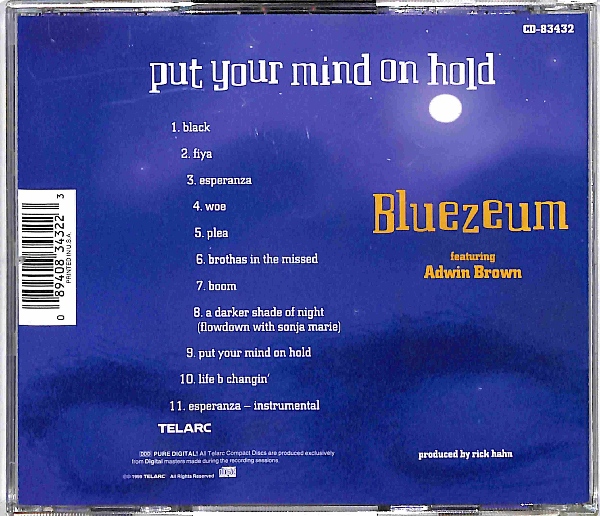 CD-83432
put your mind on hold
1. black
2. fiya
3. esperanza
4. woe
5. plea
6. brothas in the missed
7. boom
8. a darker shade of night
(flowdown with sonja marie)
9. put your mind on hold
10. life b changin'
11. esperanza – instrumental
Bluezeum
featuring
Adwin Brown
0 89408 34322 3
PRINTED IN U.S.A.
TELARC
DDD PURE DIGITAL! All Telarc Compact Discs are produced exclusively
from Digital masters made during the recording sessions.
℗© 1998 TELARC All Rights Reserved
produced by rick hahn